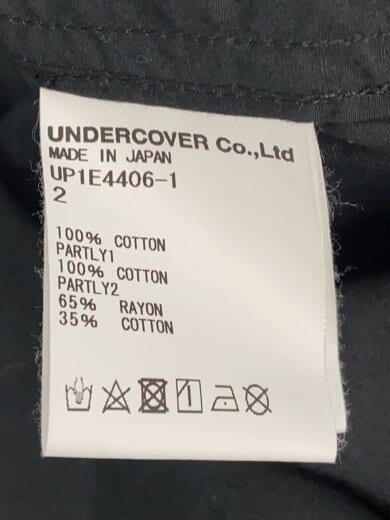 UNDERCOVER Co.,Ltd
MADE IN JAPAN
UP1E4406-1
2
100% COTTON
PARTLY1
100% COTTON
PARTLY2
65% RAYON
35% COTTON